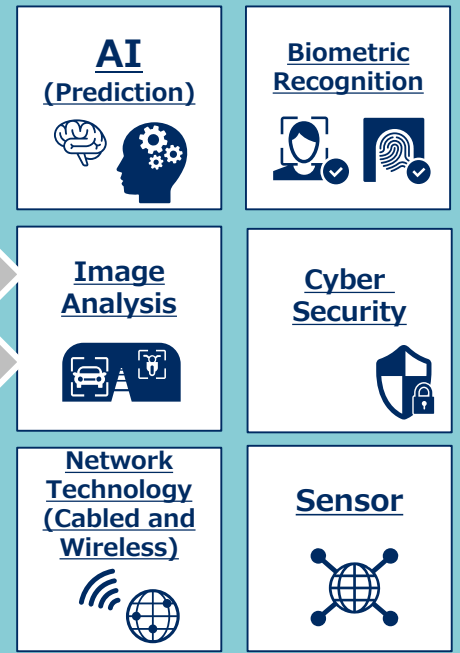 AI
(Prediction)
Biometric
Recognition
Image
Analysis
Cyber
Security
Network
Technology
(Cabled and
Wireless)
Sensor